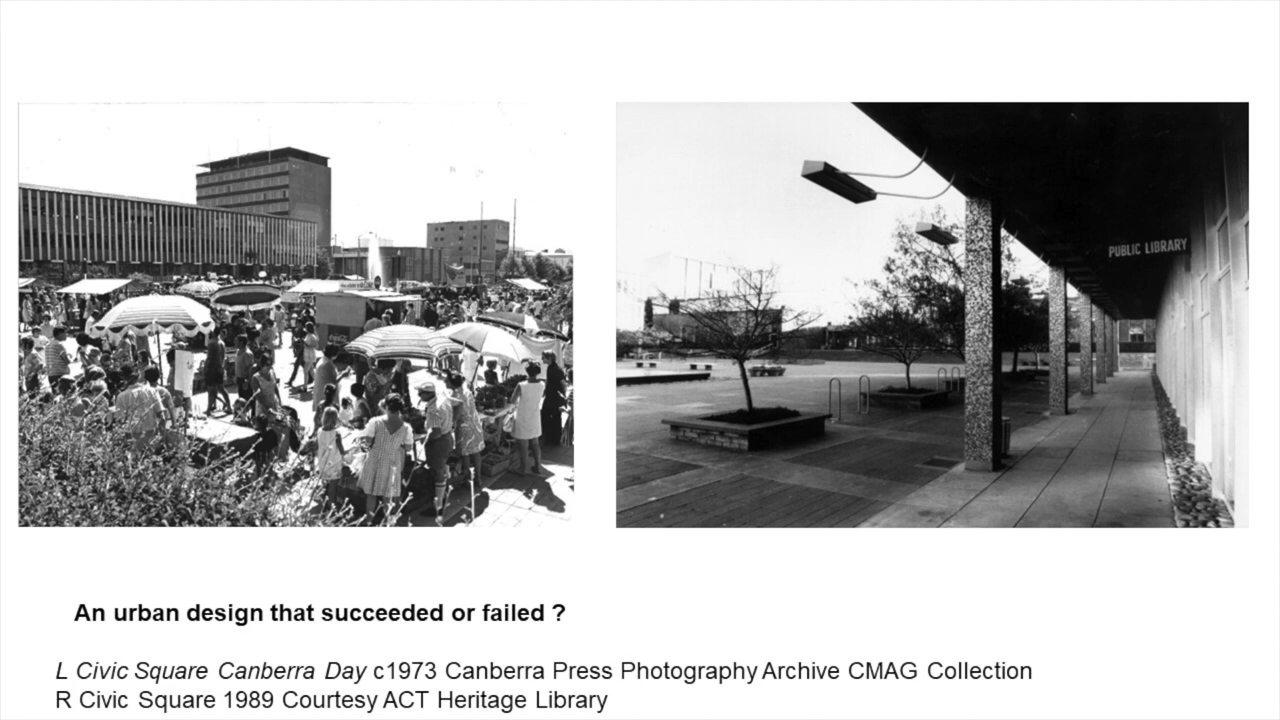 PUBLIC LIBRARY
An urban design that succeeded or failed ?
L Civic Square Canberra Day c1973 Canberra Press Photography Archive CMAG Collection
R Civic Square 1989 Courtesy ACT Heritage Library